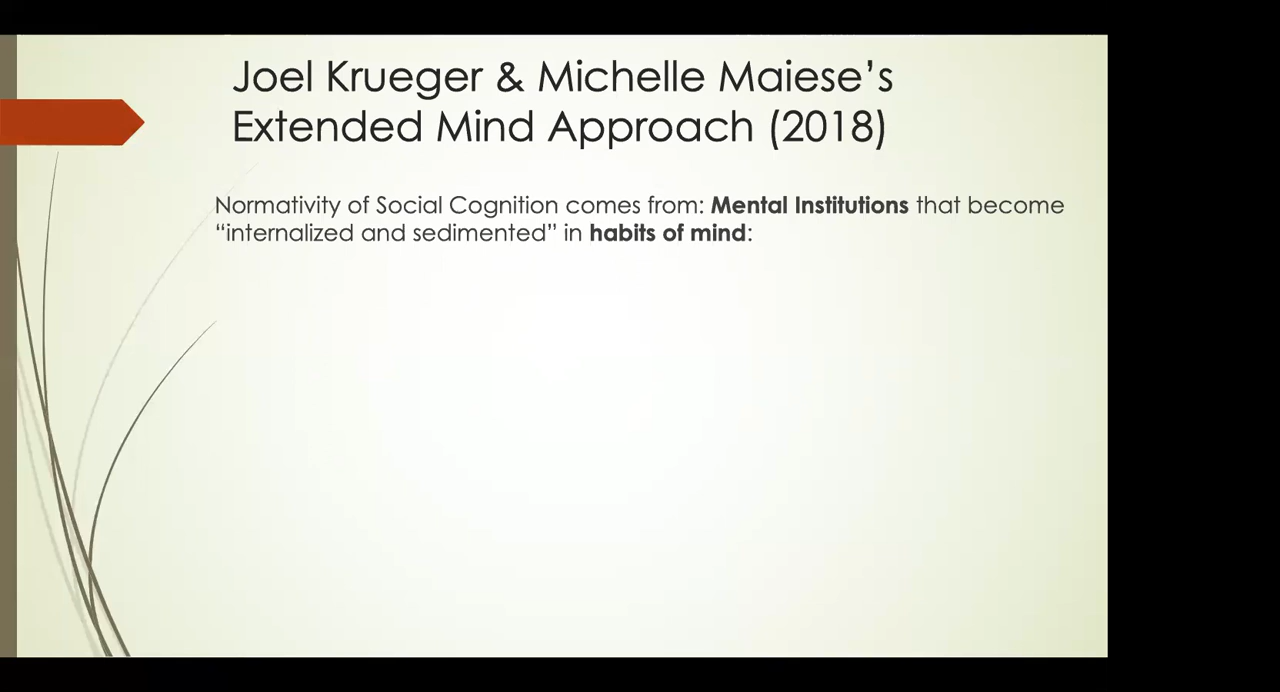 Joel Krueger & Michelle Maiese’s
Extended Mind Approach (2018)
Normativity of Social Cognition comes from: Mental Institutions that become
“internalized and sedimented” in habits of mind: